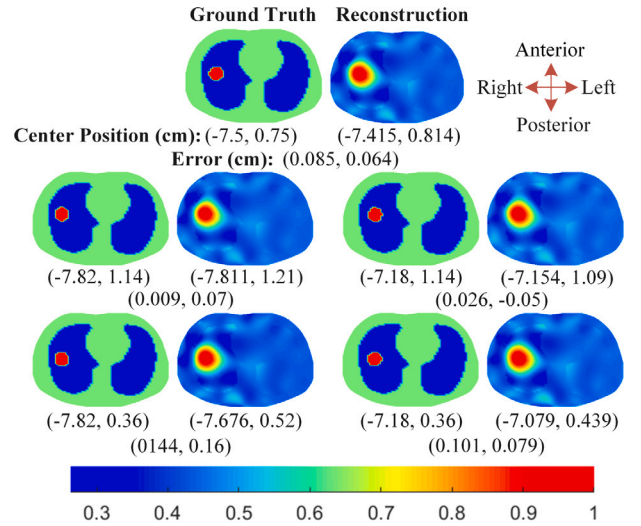 Ground Truth Reconstruction
Anterior
Right Left
Posterior
Center Position (cm): (-7.5, 0.75) (-7.415, 0.814)
Error (cm): (0.085, 0.064)
(-7.82, 1.14) (-7.811, 1.21) (-7.18, 1.14) (-7.154, 1.09)
(0.009, 0.07) (0.026, -0.05)
(-7.82, 0.36) (-7.676, 0.52) (-7.18, 0.36) (-7.079, 0.439)
(0144, 0.16) (0.101, 0.079)
0.3 0.4 0.5 0.6 0.7 0.8 0.9 1